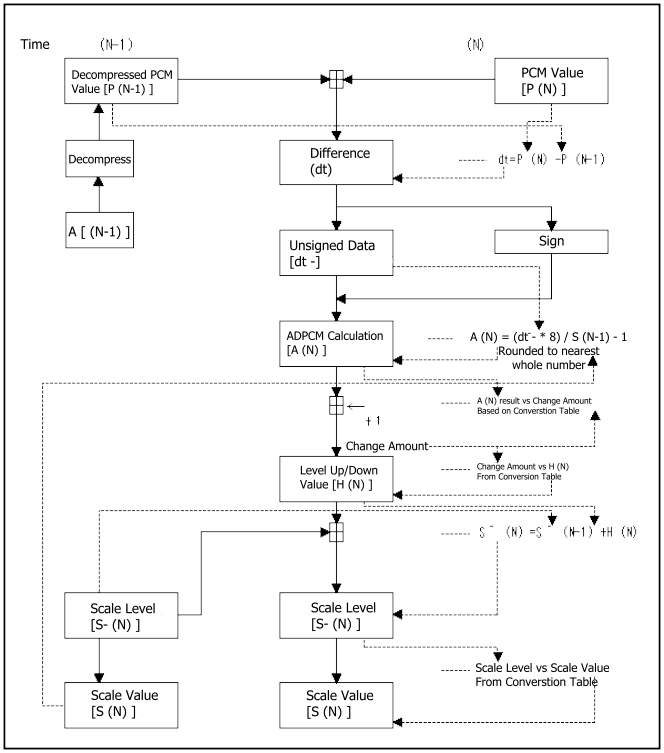 Time (N-1) (N)
Decompressed PCM
Value [P (N-1) ]
PCM Value
[P (N) ]
Decompress
A [ (N-1) ]
Difference
(dt)
dt=P (N) -P (N-1)
Unsigned Data
[dt -]
Sign
ADPCM Calculation
[A (N) ]
A (N) = (dt - * 8) / S (N-1) - 1
Rounded to nearest
whole number
A (N) result vs Change Amount
Based on Converstion Table
+ 1
Change Amount
Level Up/Down
Value [H (N) ]
Change Amount vs H (N)
From Conversion Table
S ‾ (N) =S ‾ (N-1) +H (N)
Scale Level
[S- (N) ]
Scale Level
[S- (N) ]
Scale Level vs Scale Value
From Converstion Table
Scale Value
[S (N) ]
Scale Value
[S (N) ]